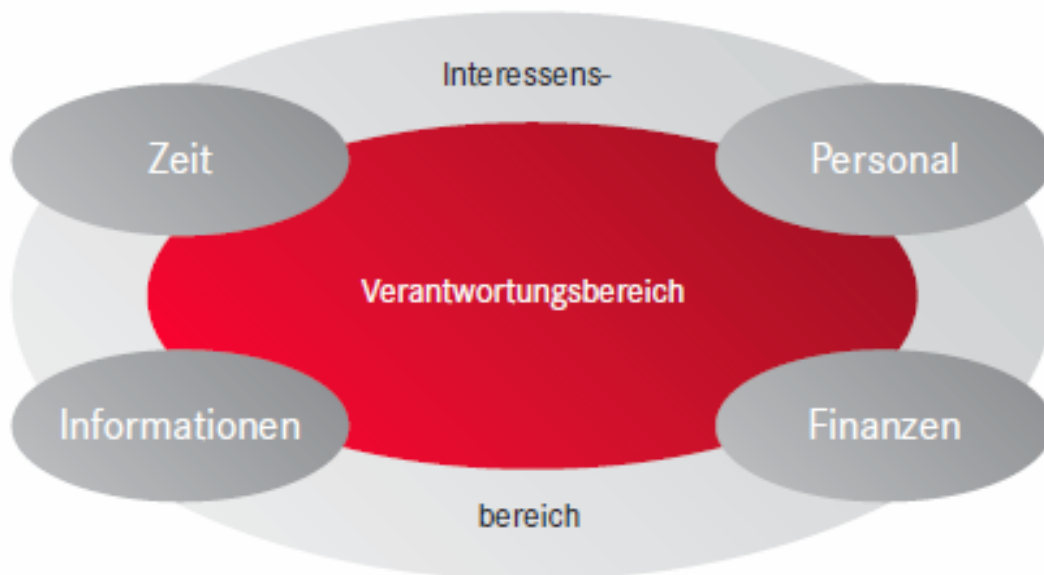 Interessens-
Zeit
Personal
Verantwortungsbereich
Informationen
Finanzen
bereich